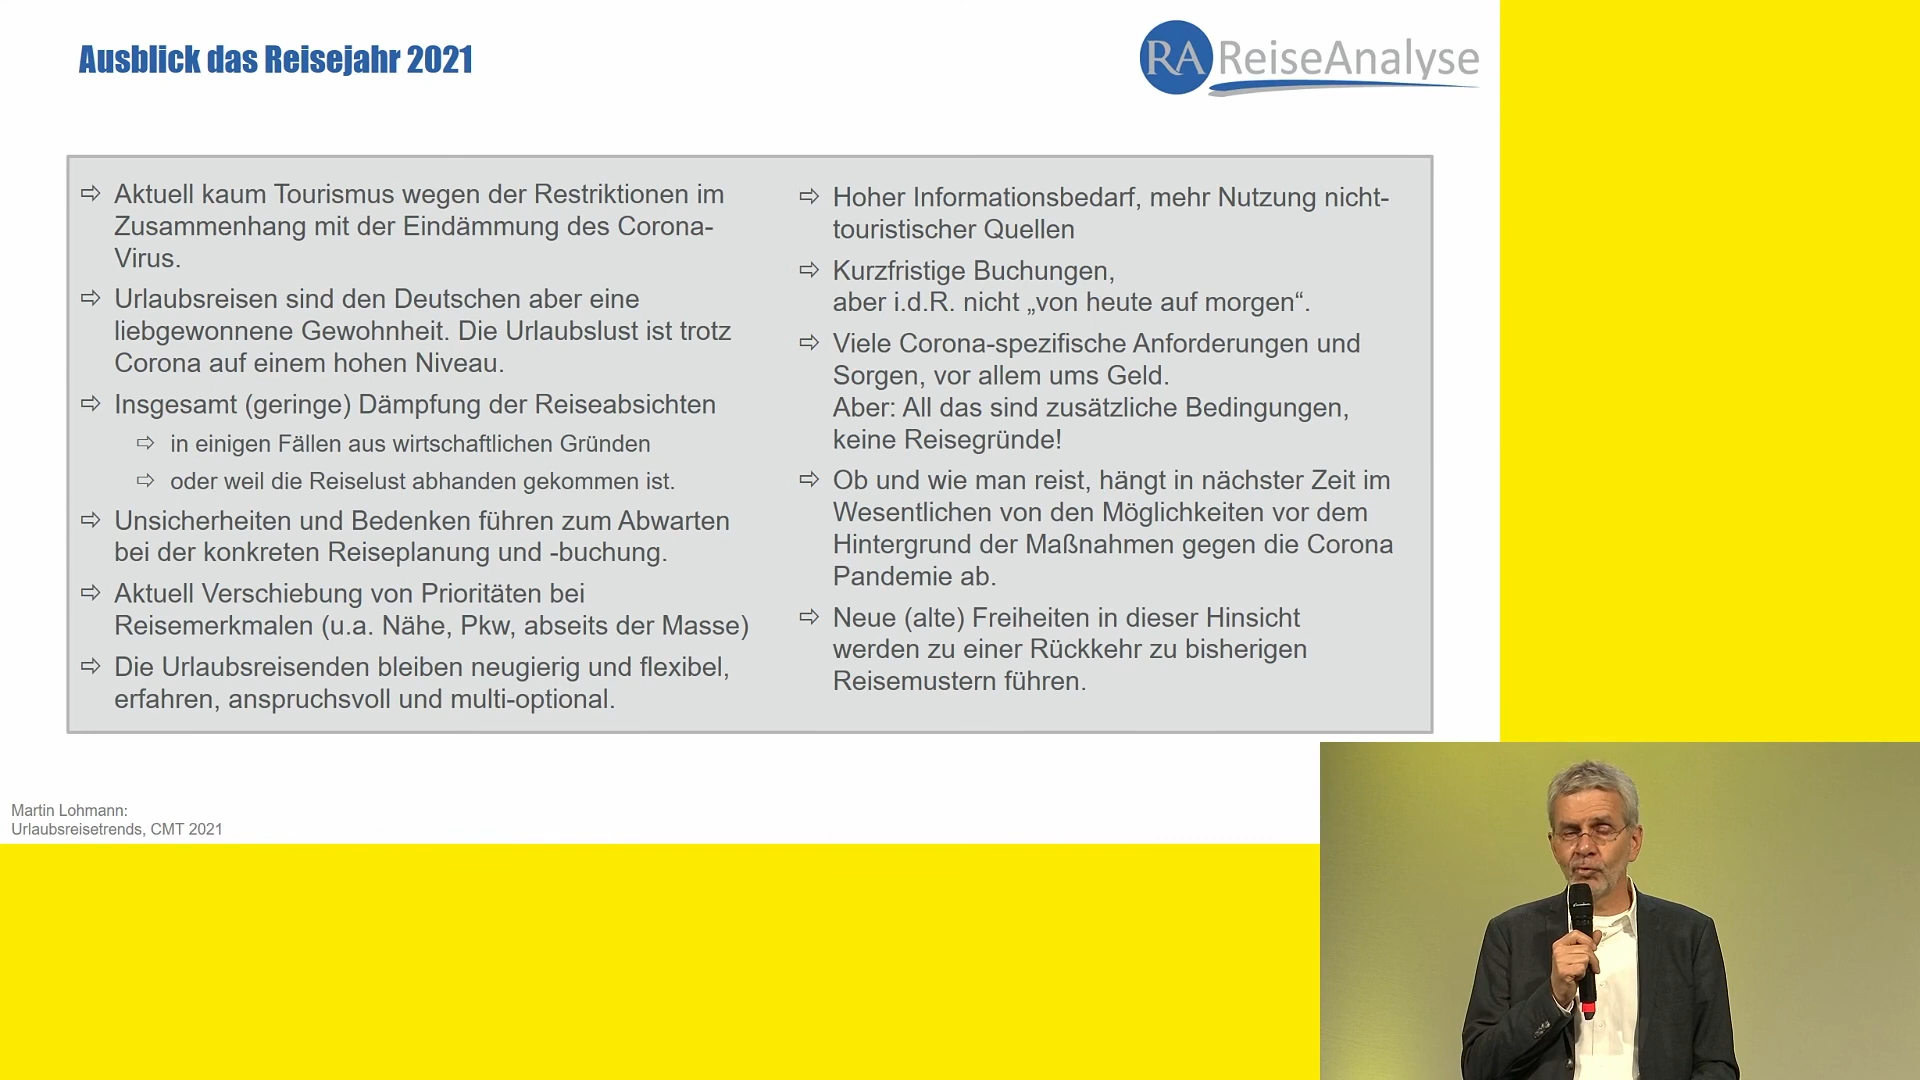 Ausblick das Reisejahr 2021
RA ReiseAnalyse
⇨ Aktuell kaum Tourismus wegen der Restriktionen im
Zusammenhang mit der Eindämmung des Corona-
Virus.
⇨ Urlaubsreisen sind den Deutschen aber eine
liebgewonnene Gewohnheit. Die Urlaubslust ist trotz
Corona auf einem hohen Niveau.
⇨ Insgesamt (geringe) Dämpfung der Reiseabsichten
⇨ in einigen Fällen aus wirtschaftlichen Gründen
⇨ oder weil die Reiselust abhanden gekommen ist.
⇨ Unsicherheiten und Bedenken führen zum Abwarten
bei der konkreten Reiseplanung und -buchung.
⇨ Aktuell Verschiebung von Prioritäten bei
Reisemerkmalen (u.a. Nähe, Pkw, abseits der Masse)
⇨ Die Urlaubsreisenden bleiben neugierig und flexibel,
erfahren, anspruchsvoll und multi-optional.
⇨ Hoher Informationsbedarf, mehr Nutzung nicht-
touristischer Quellen
⇨ Kurzfristige Buchungen,
aber i.d.R. nicht „von heute auf morgen“.
⇨ Viele Corona-spezifische Anforderungen und
Sorgen, vor allem ums Geld.
Aber: All das sind zusätzliche Bedingungen,
keine Reisegründe!
⇨ Ob und wie man reist, hängt in nächster Zeit im
Wesentlichen von den Möglichkeiten vor dem
Hintergrund der Maßnahmen gegen die Corona
Pandemie ab.
⇨ Neue (alte) Freiheiten in dieser Hinsicht
werden zu einer Rückkehr zu bisherigen
Reisemustern führen.
Martin Lohmann:
Urlaubsreisetrends, CMT 2021